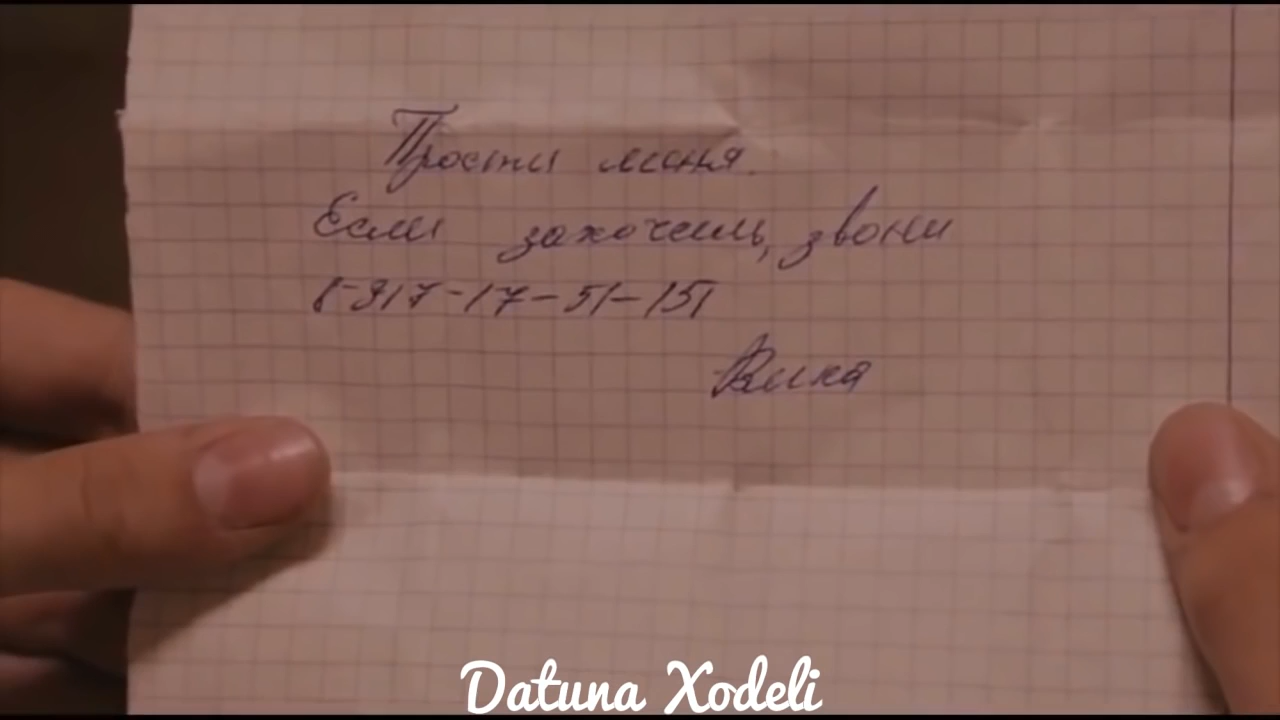 Прости меня.
Если захочешь, звони
8-917-17-51-151
Вика
Datuna Xodeli